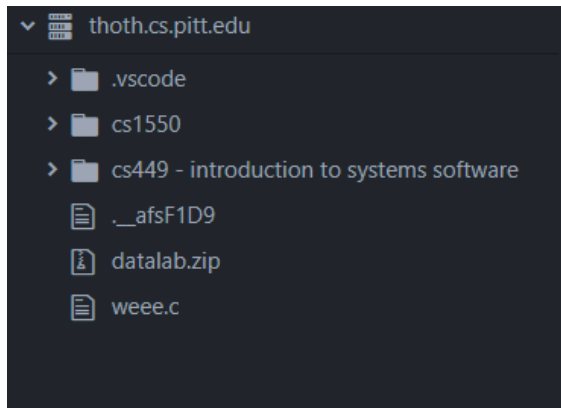 thoth.cs.pitt.edu
.vscode
cs1550
cs449 - introduction to systems software
.__afsF1D9
datalab.zip
weee.c